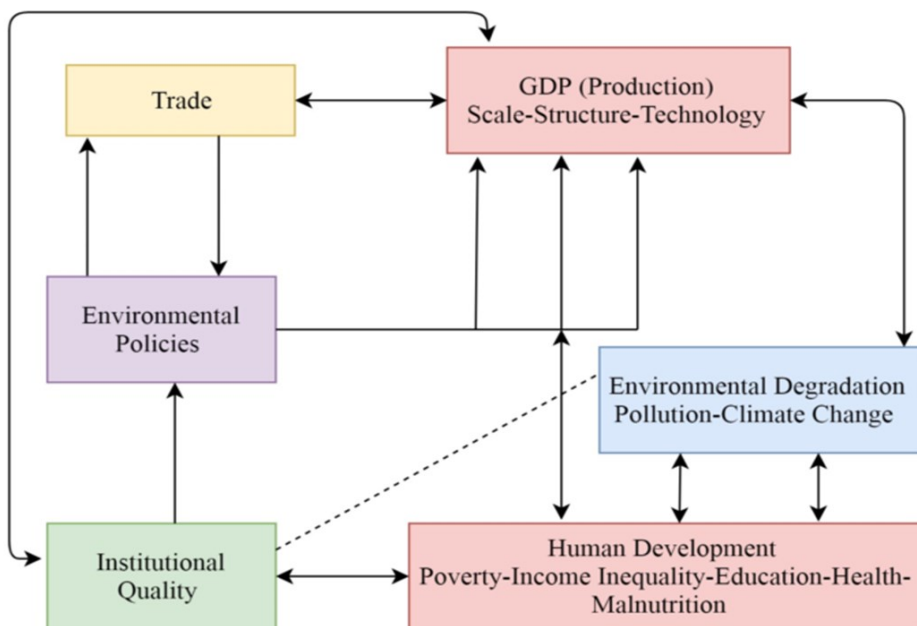 Trade
GDP (Production)
Scale-Structure-Technology
Environmental
Policies
Environmental Degradation
Pollution-Climate Change
Institutional
Quality
Human Development
Poverty-Income Inequality-Education-Health-
Malnutrition